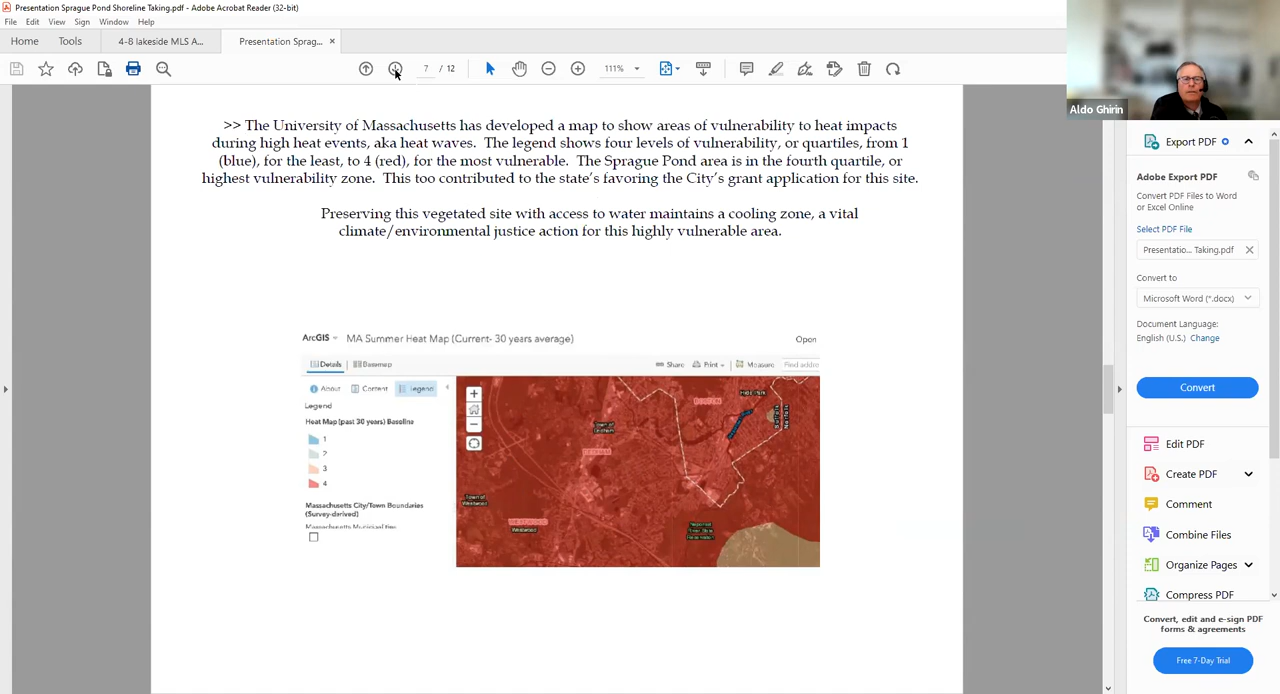 Presentation Sprague Pond Shoreline Taking.pdf - Adobe Acrobat Reader (32-bit)
File Edit View Sign Window Help
Home Tools 4-8 lakeside MLS A... Presentation Sprag... ×
7 / 12 111%
Aldo Ghirin
>> The University of Massachusetts has developed a map to show areas of vulnerability to heat impacts
during high heat events, aka heat waves. The legend shows four levels of vulnerability, or quartiles, from 1
(blue), for the least, to 4 (red), for the most vulnerable. The Sprague Pond area is in the fourth quartile, or
highest vulnerability zone. This too contributed to the state's favoring the City's grant application for this site.
Preserving this vegetated site with access to water maintains a cooling zone, a vital
climate/environmental justice action for this highly vulnerable area.
ArcGIS MA Summer Heat Map (Current- 30 years average) Open
Details Basemap Share Print Measure Find addre
About Content Legend
Legend
Heat Map (past 30 years) Baseline
1
2
3
4
Massachusetts City/Town Boundaries
(Survey-derived)
Town of
Westwood
Westwood
Export PDF
Adobe Export PDF
Convert PDF Files to Word
or Excel Online
Select PDF File
Presentatio... Taking.pdf
Convert to
Microsoft Word (*.docx)
Document Language:
English (U.S.) Change
Convert
Edit PDF
Create PDF
Comment
Combine Files
Organize Pages
Compress PDF
Convert, edit and e-sign PDF
forms & agreements
Free 7-Day Trial